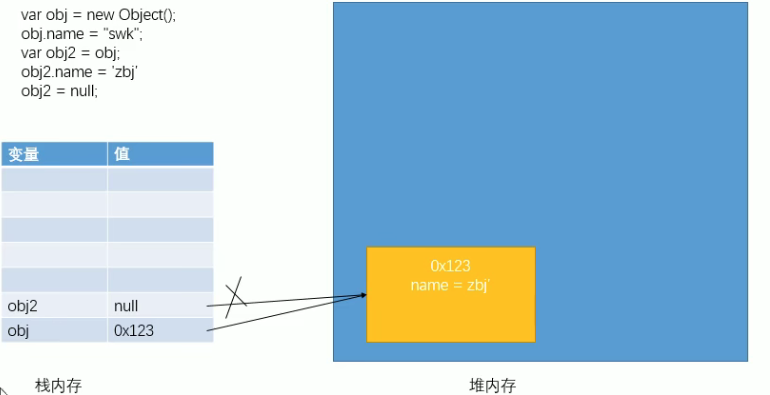 var obj = new Object();
obj.name = "swk";
var obj2 = obj;
obj2.name = 'zbj'
obj2 = null;
变量 值
obj2 null
obj 0x123
0x123
name = zbj'
栈内存 堆内存